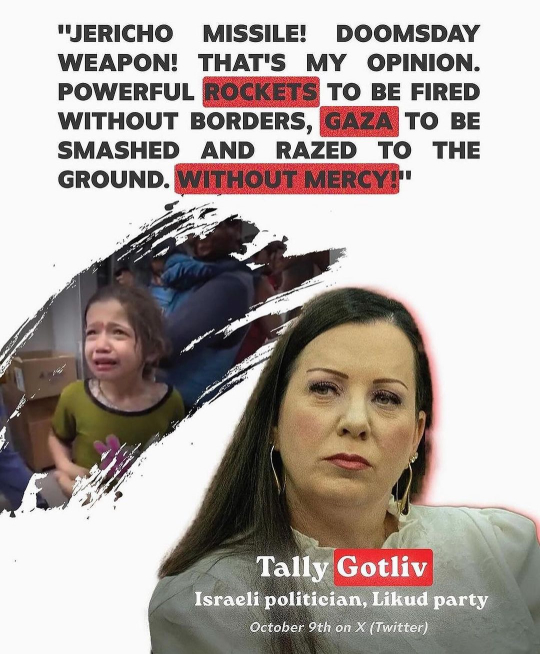 "JERICHO MISSILE! DOOMSDAY
WEAPON! THAT'S MY OPINION.
POWERFUL ROCKETS TO BE FIRED
WITHOUT BORDERS, GAZA TO BE
SMASHED AND RAZED TO THE
GROUND. WITHOUT MERCY!"
Tally Gotliv
Israeli politician, Likud party
October 9th on X (Twitter)